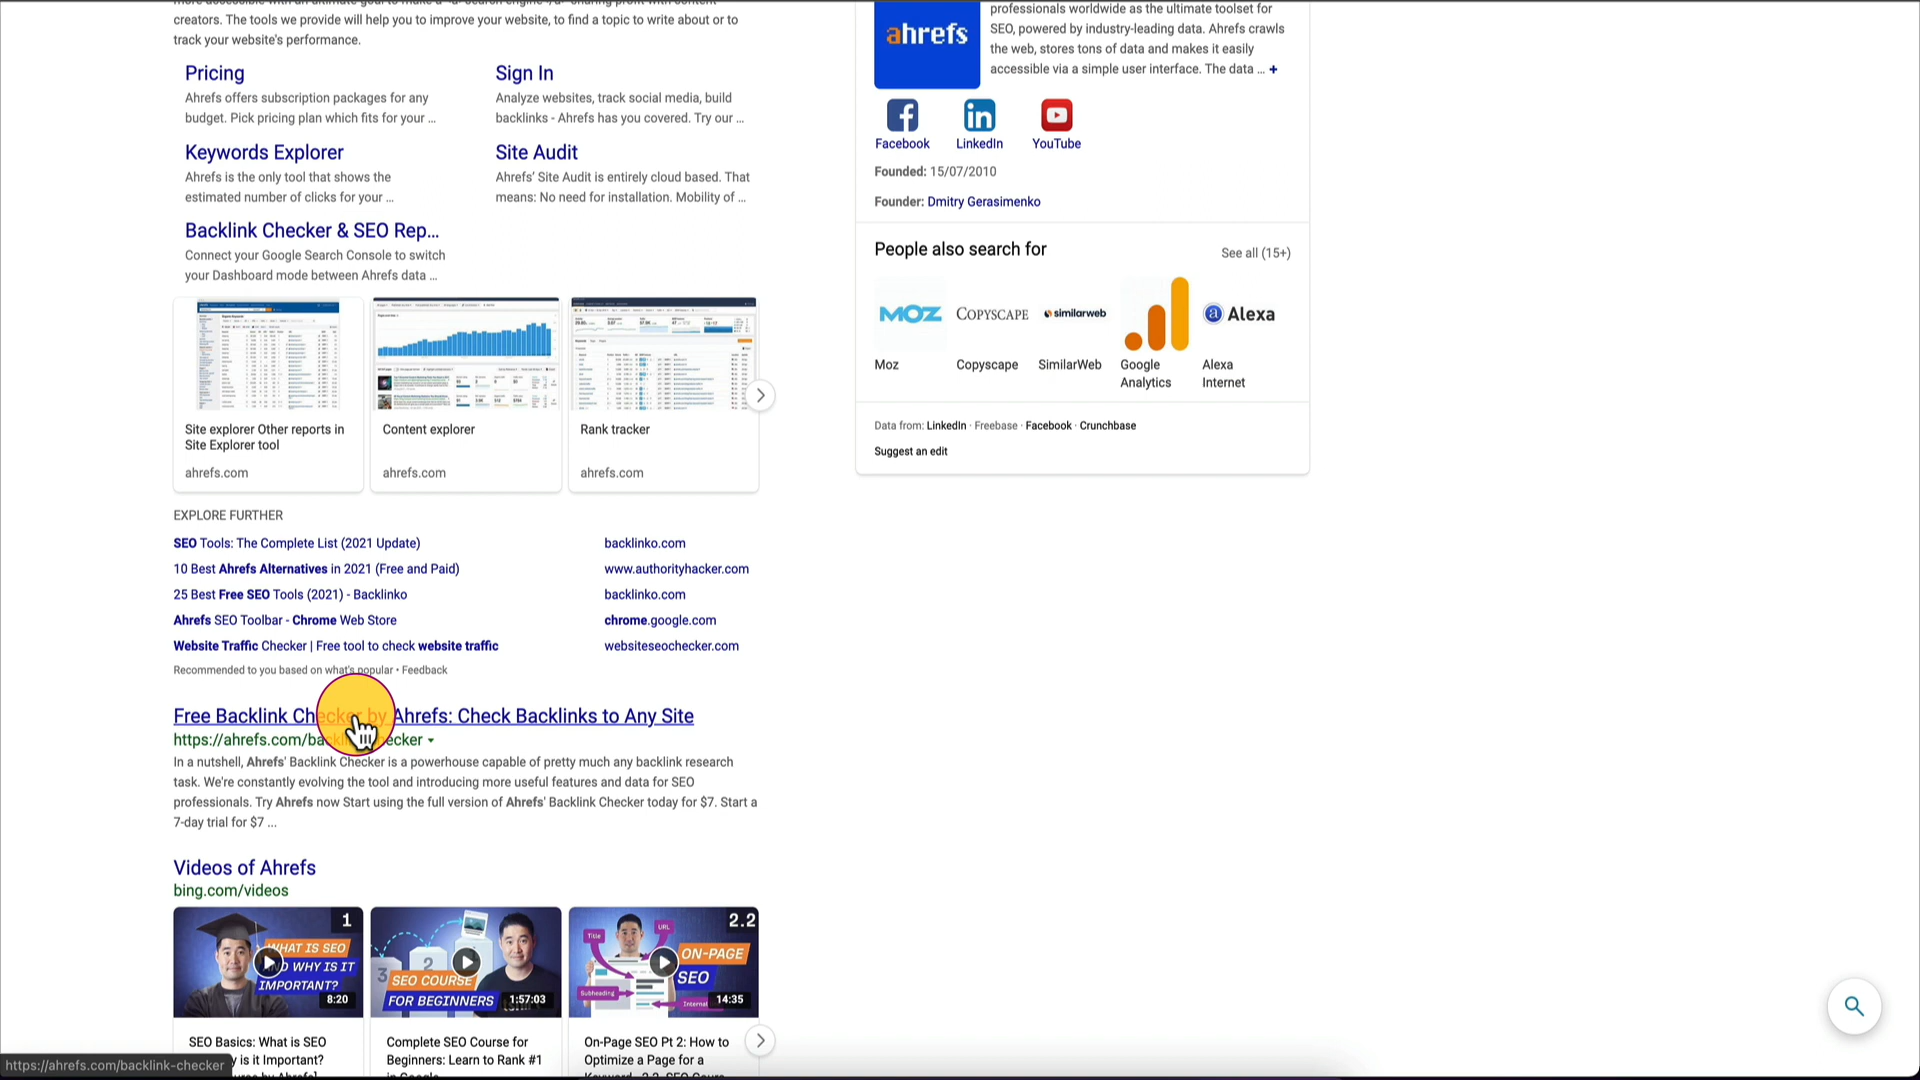 creators. The tools we provide will help you to improve your website, to find a topic to write about or to
track your website's performance.
Pricing
Ahrefs offers subscription packages for any
budget. Pick pricing plan which fits for your ...
Sign In
Analyze websites, track social media, build
backlinks - Ahrefs has you covered. Try our ...
Keywords Explorer
Ahrefs is the only tool that shows the
estimated number of clicks for your ...
Site Audit
Ahrefs' Site Audit is entirely cloud based. That
means: No need for installation. Mobility of ...
Backlink Checker & SEO Rep...
Connect your Google Search Console to switch
your Dashboard mode between Ahrefs data ...
Site explorer Other reports in
Site Explorer tool
ahrefs.com
Content explorer
ahrefs.com
Rank tracker
ahrefs.com
EXPLORE FURTHER
SEO Tools: The Complete List (2021 Update) backlinko.com
10 Best Ahrefs Alternatives in 2021 (Free and Paid) www.authorityhacker.com
25 Best Free SEO Tools (2021) - Backlinko backlinko.com
Ahrefs SEO Toolbar - Chrome Web Store chrome.google.com
Website Traffic Checker | Free tool to check website traffic websiteseochecker.com
Recommended to you based on what's popular • Feedback
Free Backlink Checker by Ahrefs: Check Backlinks to Any Site
https://ahrefs.com/backlink-checker
In a nutshell, Ahrefs' Backlink Checker is a powerhouse capable of pretty much any backlink research
task. We're constantly evolving the tool and introducing more useful features and data for SEO
professionals. Try Ahrefs now Start using the full version of Ahrefs' Backlink Checker today for $7. Start a
7-day trial for $7 ...
Videos of Ahrefs
bing.com/videos
1
WHAT IS SEO
AND WHY IS IT
IMPORTANT?
8:20
3 2
SEO COURSE
FOR BEGINNERS
1:57:03
2.2
Title
URL
ON-PAGE
SEO
Subheading
Internal
14:35
SEO Basics: What is SEO
y is it Important?
Complete SEO Course for
Beginners: Learn to Rank #1
in Google
On-Page SEO Pt 2: How to
Optimize a Page for a
https://ahrefs.com/backlink-checker
ahrefs
professionals worldwide as the ultimate toolset for
SEO, powered by industry-leading data. Ahrefs crawls
the web, stores tons of data and makes it easily
accessible via a simple user interface. The data ... +
Facebook
LinkedIn
YouTube
Founded: 15/07/2010
Founder: Dmitry Gerasimenko
People also search for
See all (15+)
MOZ
COPYSCAPE
similarweb
Alexa
Moz
Copyscape
SimilarWeb
Google
Analytics
Alexa
Internet
Data from: LinkedIn · Freebase · Facebook · Crunchbase
Suggest an edit